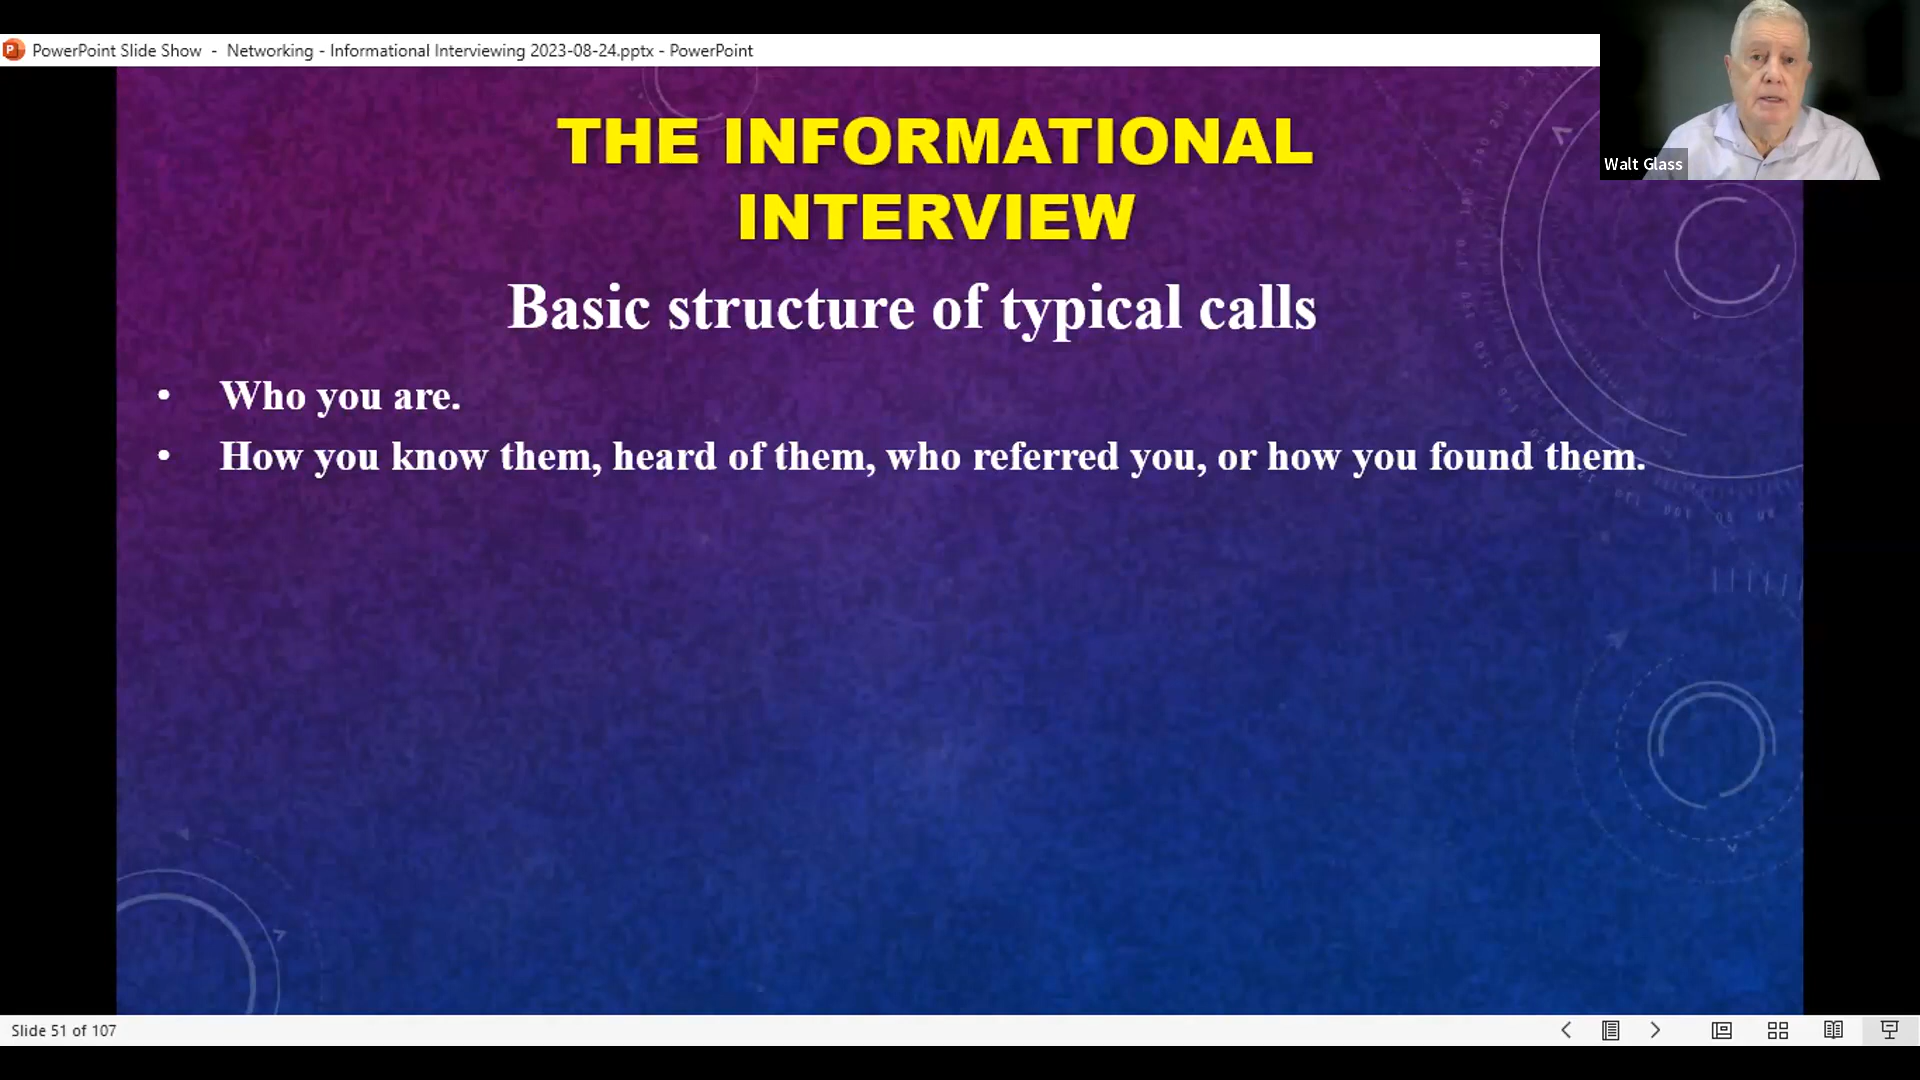 PowerPoint Slide Show - Networking - Informational Interviewing 2023-08-24.pptx - PowerPoint
Walt Glass
THE INFORMATIONAL
INTERVIEW
Basic structure of typical calls
• Who you are.
• How you know them, heard of them, who referred you, or how you found them.
Slide 51 of 107